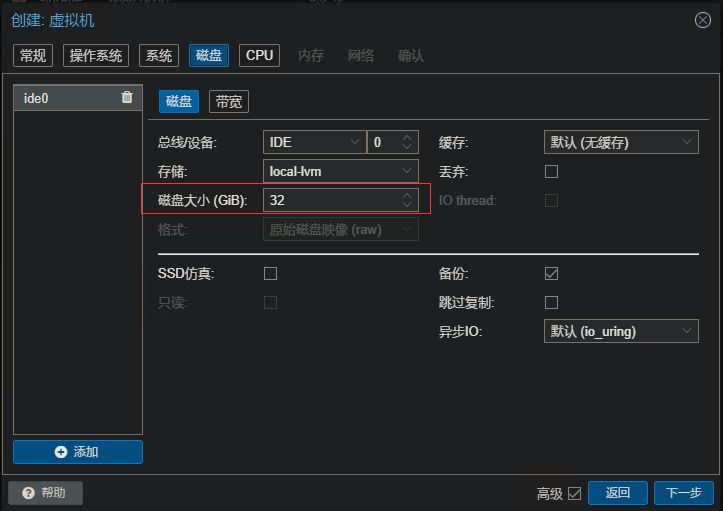 创建: 虚拟机
常规 操作系统 系统 磁盘 CPU 内存 网络 确认
ide0
磁盘 带宽
总线/设备: IDE 0 缓存: 默认 (无缓存)
存储: local-lvm 丢弃:
磁盘大小 (GiB): 32 IO thread:
格式: 原始磁盘映像 (raw)
SSD仿真: 备份:
只读: 跳过复制:
异步IO: 默认 (io_uring)
添加
帮助 高级 返回 下一步